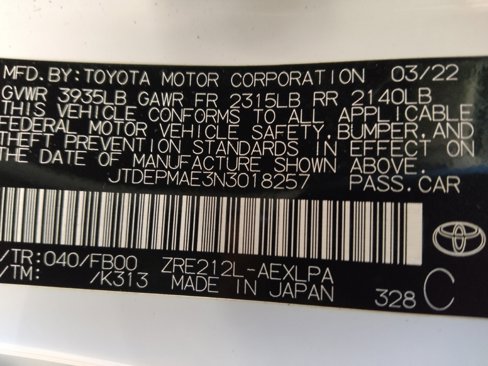 MFD.BY:TOYOTA MOTOR CORPORATION 03/22
GVWR 3935LB GAWR FR 2315LB RR 2140LB
THIS VEHICLE CONFORMS TO ALL APPLICABLE
FEDERAL MOTOR VEHICLE SAFETY,BUMPER,AND
THEFT PREVENTION STANDARDS IN EFFECT ON
THE DATE OF MANUFACTURE SHOWN ABOVE.
JTDEPMAE3N3018257 PASS.CAR
/TR:040/FB00 ZRE212L-AEXLPA
/TM: /K313 MADE IN JAPAN 328 C